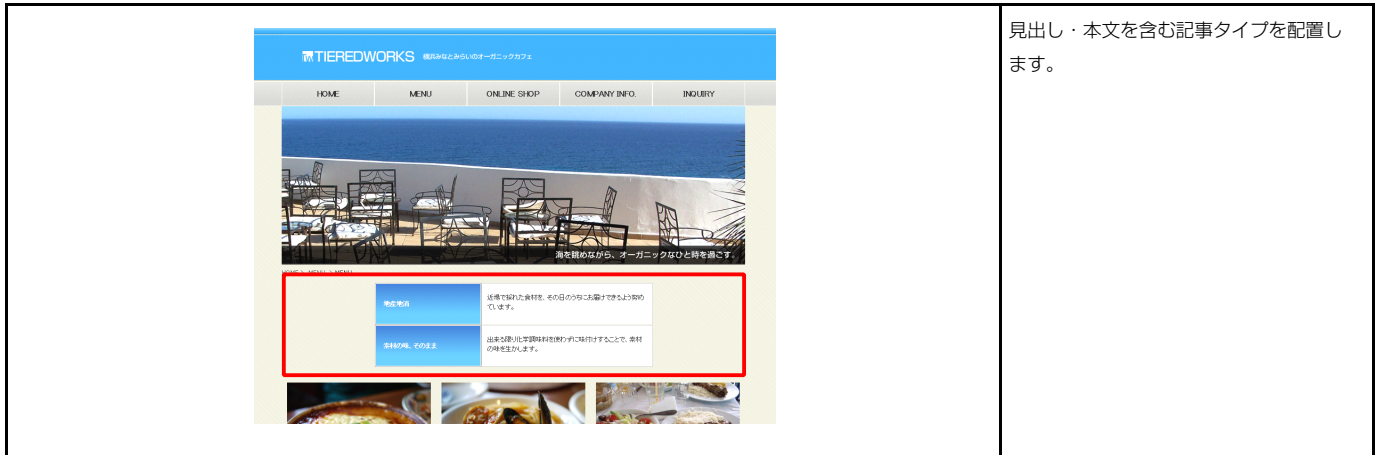 TIEREDWORKS 横浜みなとみらいのオーガニックカフェ
HOME MENU ONLINE SHOP COMPANY INFO. INQUIRY
海を眺めながら、オーガニックなひと時を過ごす。
HOME > MENU > MENU
地産地消
近場で採れた食材を、その日のうちにお届けできるよう努め
ています。
素材の味、そのまま
出来る限り化学調味料を使わずに味付けすることで、素材
の味を生かします。
見出し・本文を含む記事タイプを配置し
ます。